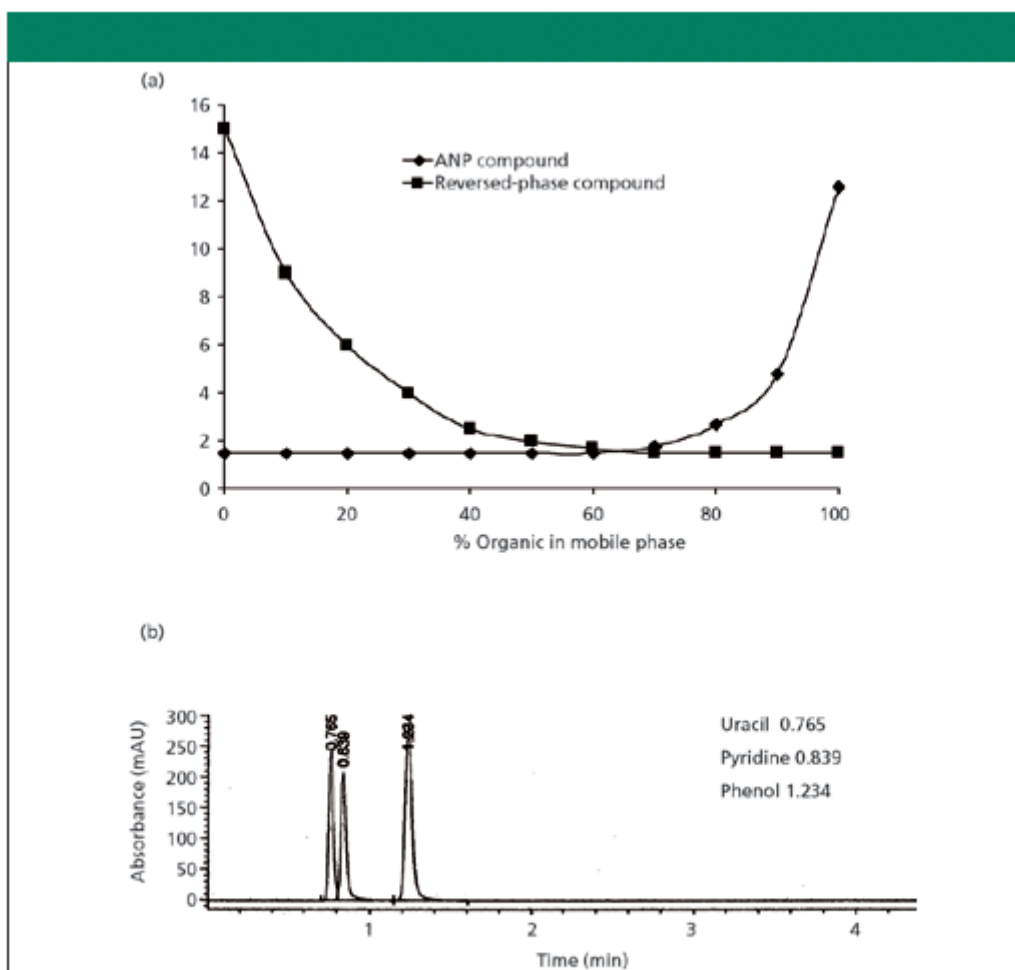 (a)
16
14
12
10
8
6
4
2
0
ANP compound
Reversed-phase compound
0 20 40 60 80 100
% Organic in mobile phase
(b)
300
250
200
150
100
50
0
Absorbance (mAU)
0.765
0.839
1.234
Uracil 0.765
Pyridine 0.839
Phenol 1.234
1 2 3 4
Time (min)